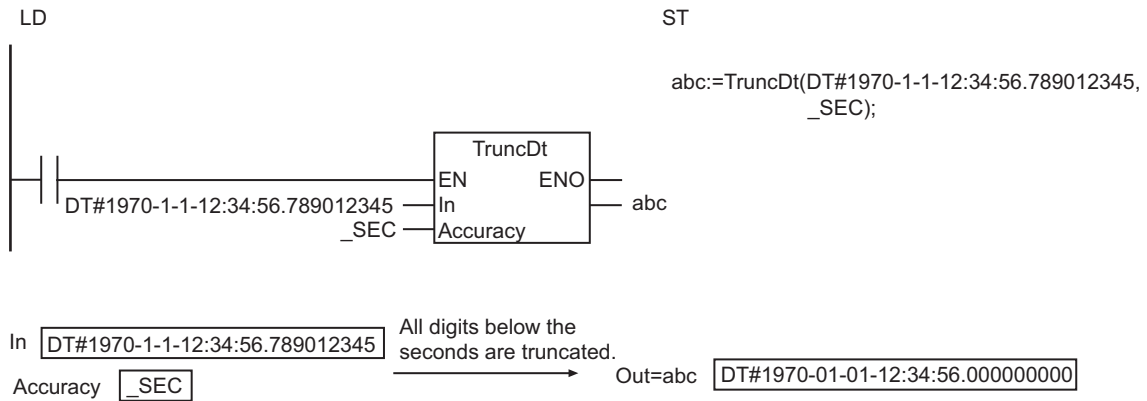 LD
ST
abc:=TruncDt(DT#1970-1-1-12:34:56.789012345,
_SEC);
TruncDt
EN ENO
DT#1970-1-1-12:34:56.789012345 In abc
_SEC Accuracy
In DT#1970-1-1-12:34:56.789012345
All digits below the
seconds are truncated.
Accuracy _SEC
Out=abc DT#1970-01-01-12:34:56.000000000